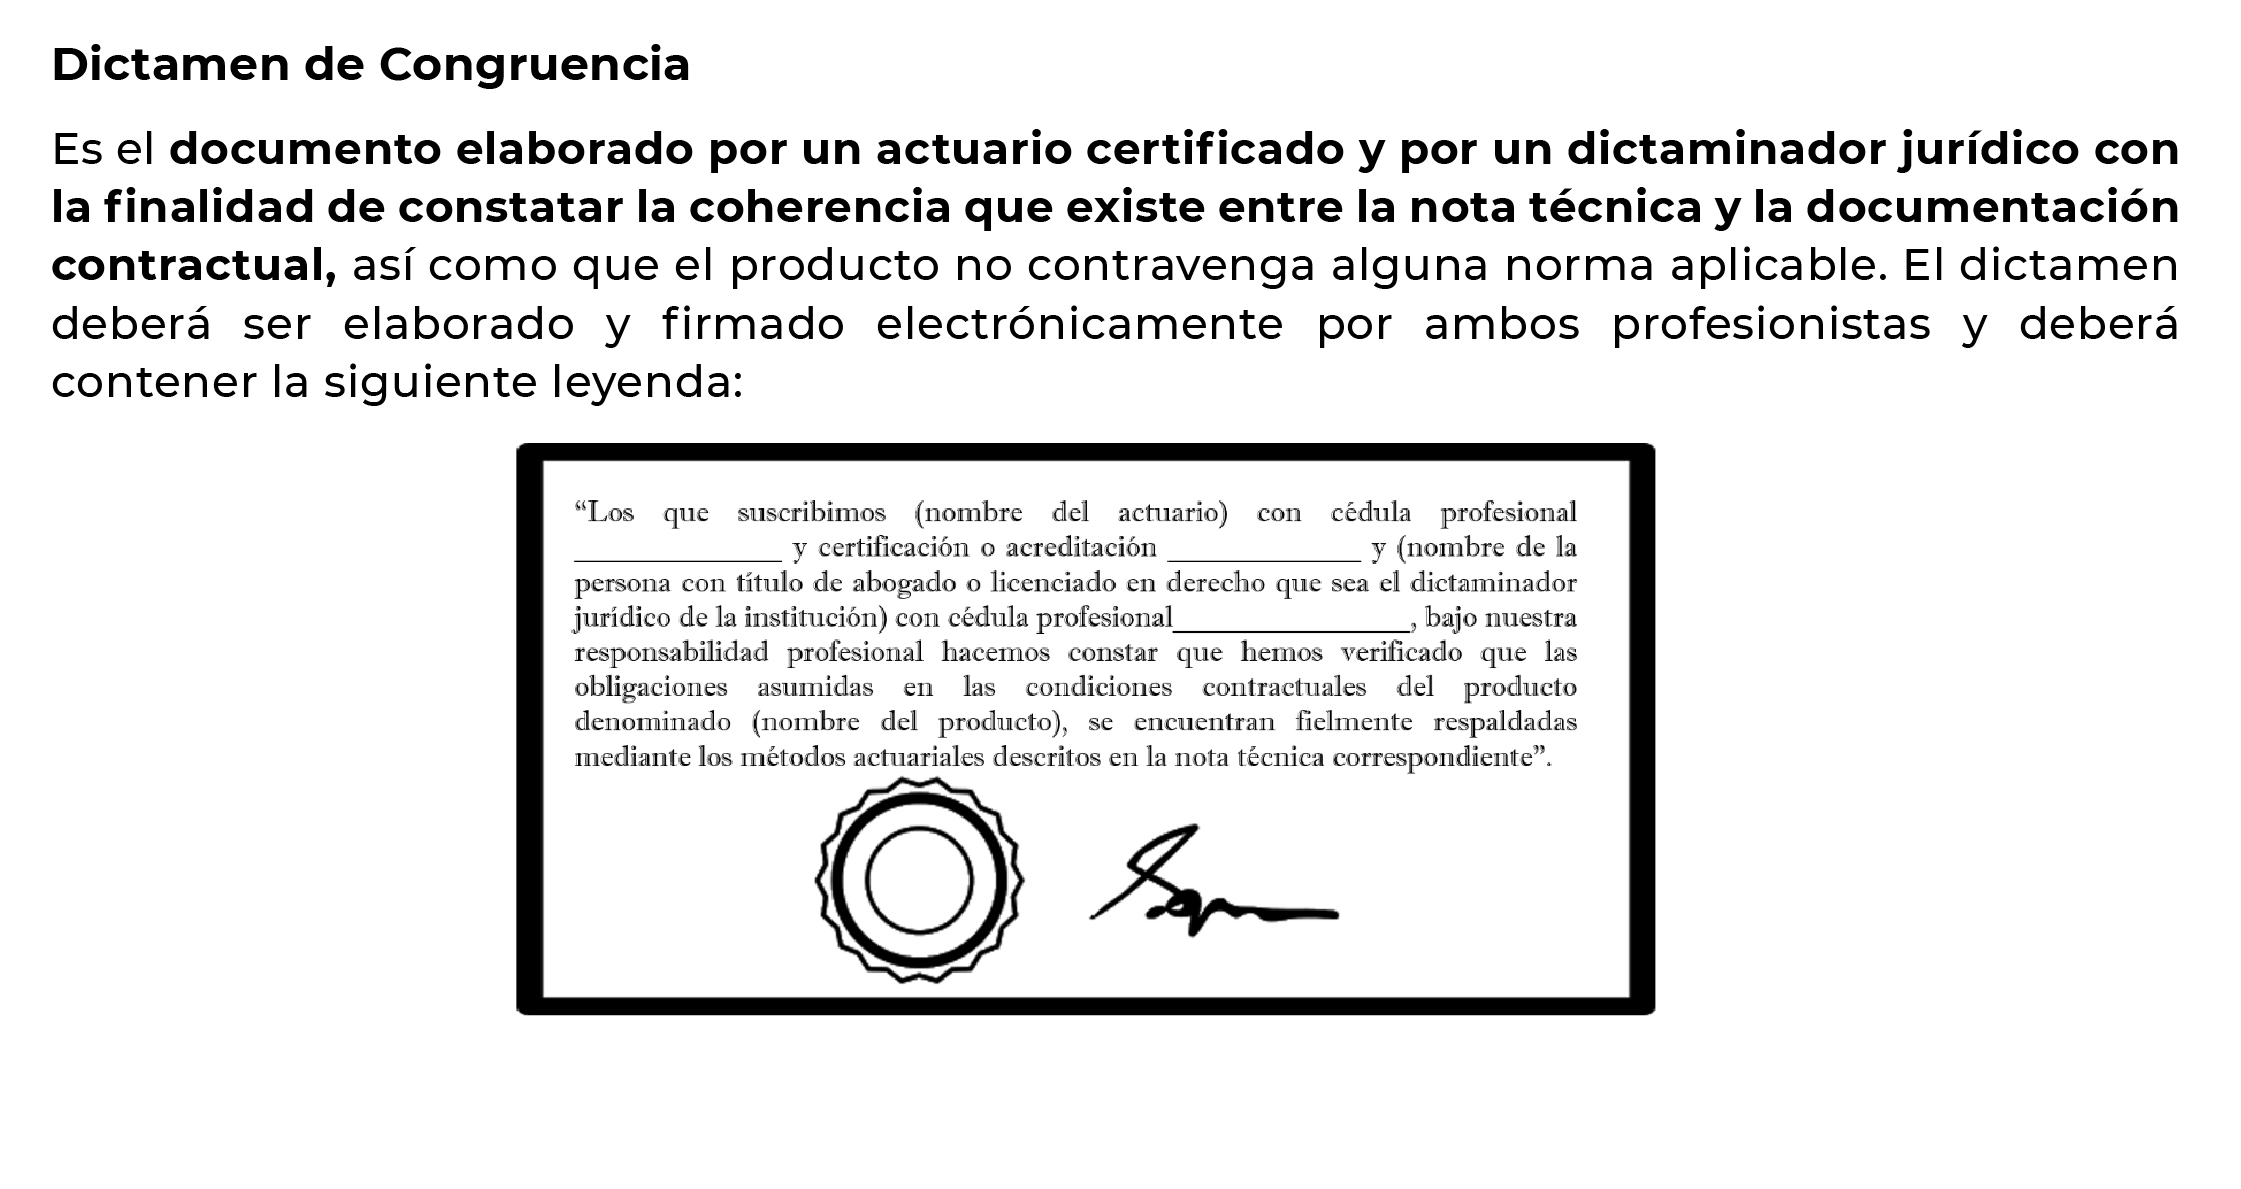 Dictamen de Congruencia
Es el documento elaborado por un actuario certificado y por un dictaminador jurídico con
la finalidad de constatar la coherencia que existe entre la nota técnica y la documentación
contractual, así como que el producto no contravenga alguna norma aplicable. El dictamen
deberá ser elaborado y firmado electrónicamente por ambos profesionistas y deberá
contener la siguiente leyenda:
“Los que suscribimos (nombre del actuario) con cédula profesional
______________ y certificación o acreditación _____________ y (nombre de la
persona con título de abogado o licenciado en derecho que sea el dictaminador
jurídico de la institución) con cédula profesional________________, bajo nuestra
responsabilidad profesional hacemos constar que hemos verificado que las
obligaciones asumidas en las condiciones contractuales del producto
denominado (nombre del producto), se encuentran fielmente respaldadas
mediante los métodos actuariales descritos en la nota técnica correspondiente”.